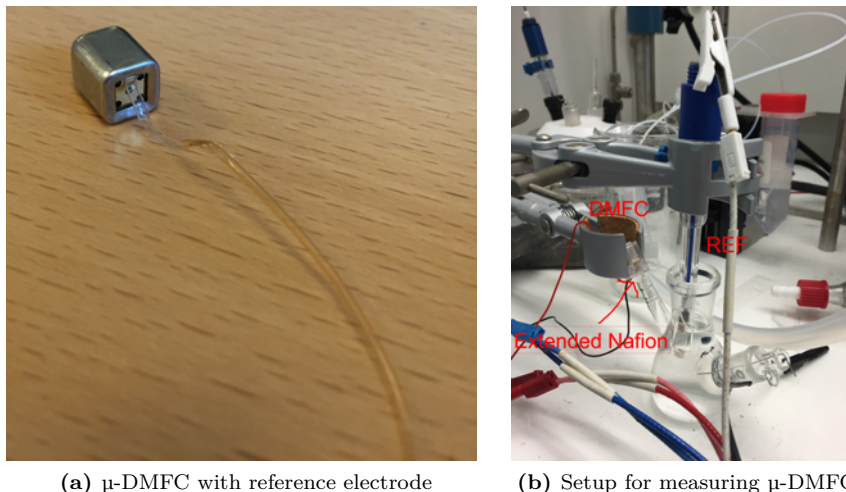 DMFC
REF
Extended Nafion
(a) μ-DMFC with reference electrode
(b) Setup for measuring μ-DMFC